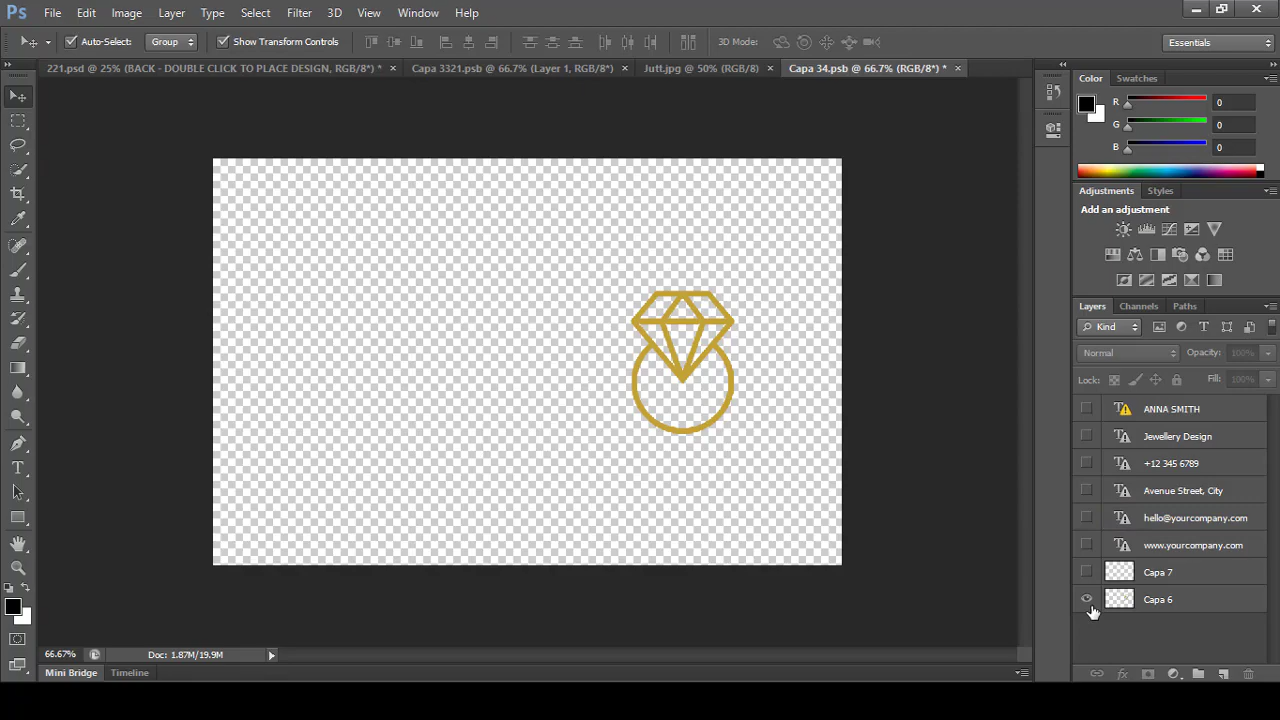 Ps File Edit Image Layer Type Select Filter 3D View Window Help
Auto-Select: Group Show Transform Controls 3D Mode: Essentials
221.psd @ 25% (BACK - DOUBLE CLICK TO PLACE DESIGN, RGB/8*) * × Capa 3321.psb @ 66.7% (Layer 1, RGB/8*) × Jutt.jpg @ 50% (RGB/8) × Capa 34.psb @ 66.7% (RGB/8*) * ×
Color Swatches
R 0
G 0
B 0
Adjustments Styles
Add an adjustment
Layers Channels Paths
Kind
Normal Opacity: 100%
Lock: Fill: 100%
ANNA SMITH
Jewellery Design
+12 345 6789
Avenue Street, City
hello@yourcompany.com
www.yourcompany.com
Capa 7
Capa 6
66.67% Doc: 1.87M/19.9M
Mini Bridge Timeline